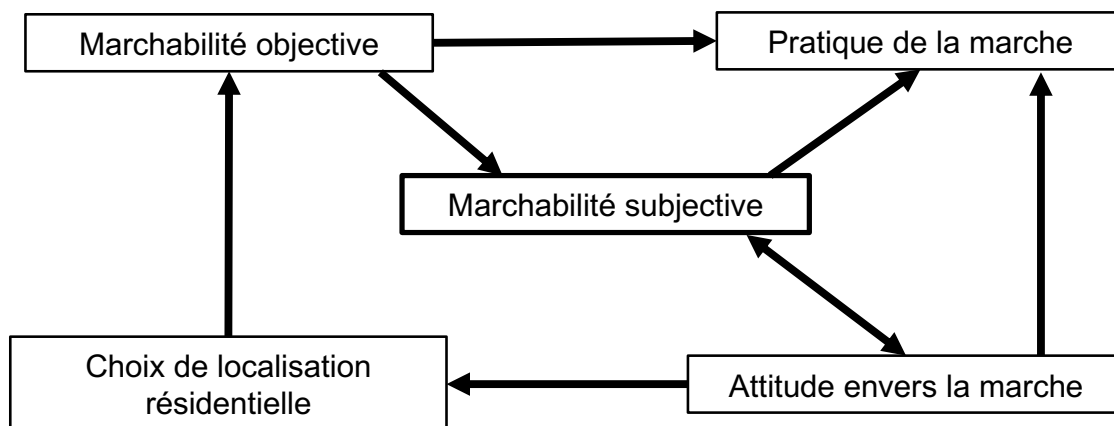 Marchabilité objective
Pratique de la marche
Marchabilité subjective
Choix de localisation
résidentielle
Attitude envers la marche